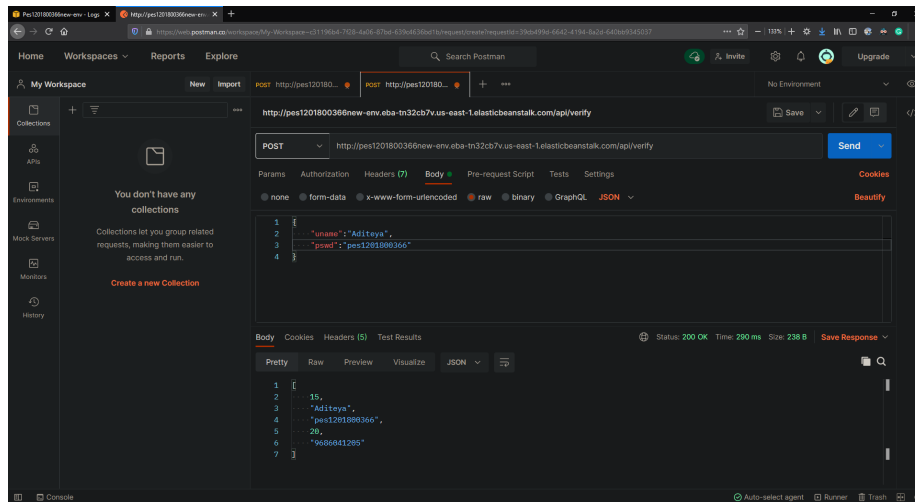 Pes1201800366new-env - Logs
http://pes1201800366new-env
https://web.postman.co/workspace/My-Workspace~c31196b4-7f28-4a06-87bd-639o4636bd1b/request/create?requestId=39cb499d-6642-4194-8a2d-640bb9345037
133%
Home Workspaces Reports Explore Search Postman Invite Upgrade
My Workspace New Import POST http://pes120180... POST http://pes120180... No Environment
Collections
http://pes1201800366new-env.eba-tn32cb7v.us-east-1.elasticbeanstalk.com/api/verify Save
POST http://pes1201800366new-env.eba-tn32cb7v.us-east-1.elasticbeanstalk.com/api/verify Send
APIs
Params Authorization Headers (7) Body Pre-request Script Tests Settings Cookies
Environments
You don't have any
collections
none form-data x-www-form-urlencoded raw binary GraphQL JSON Beautify
Mock Servers
Collections let you group related
requests, making them easier to
access and run.
Monitors
Create a new Collection
History
1 {
2 "uname":"Aditeya",
3 "pswd":"pes1201800366"
4 }
Body Cookies Headers (5) Test Results Status: 200 OK Time: 290 ms Size: 238 B Save Response
Pretty Raw Preview Visualize JSON
1 [
2 15,
3 "Aditeya",
4 "pes1201800366",
5 20,
6 "9686041205"
7 ]
Console Auto-select agent Runner Trash